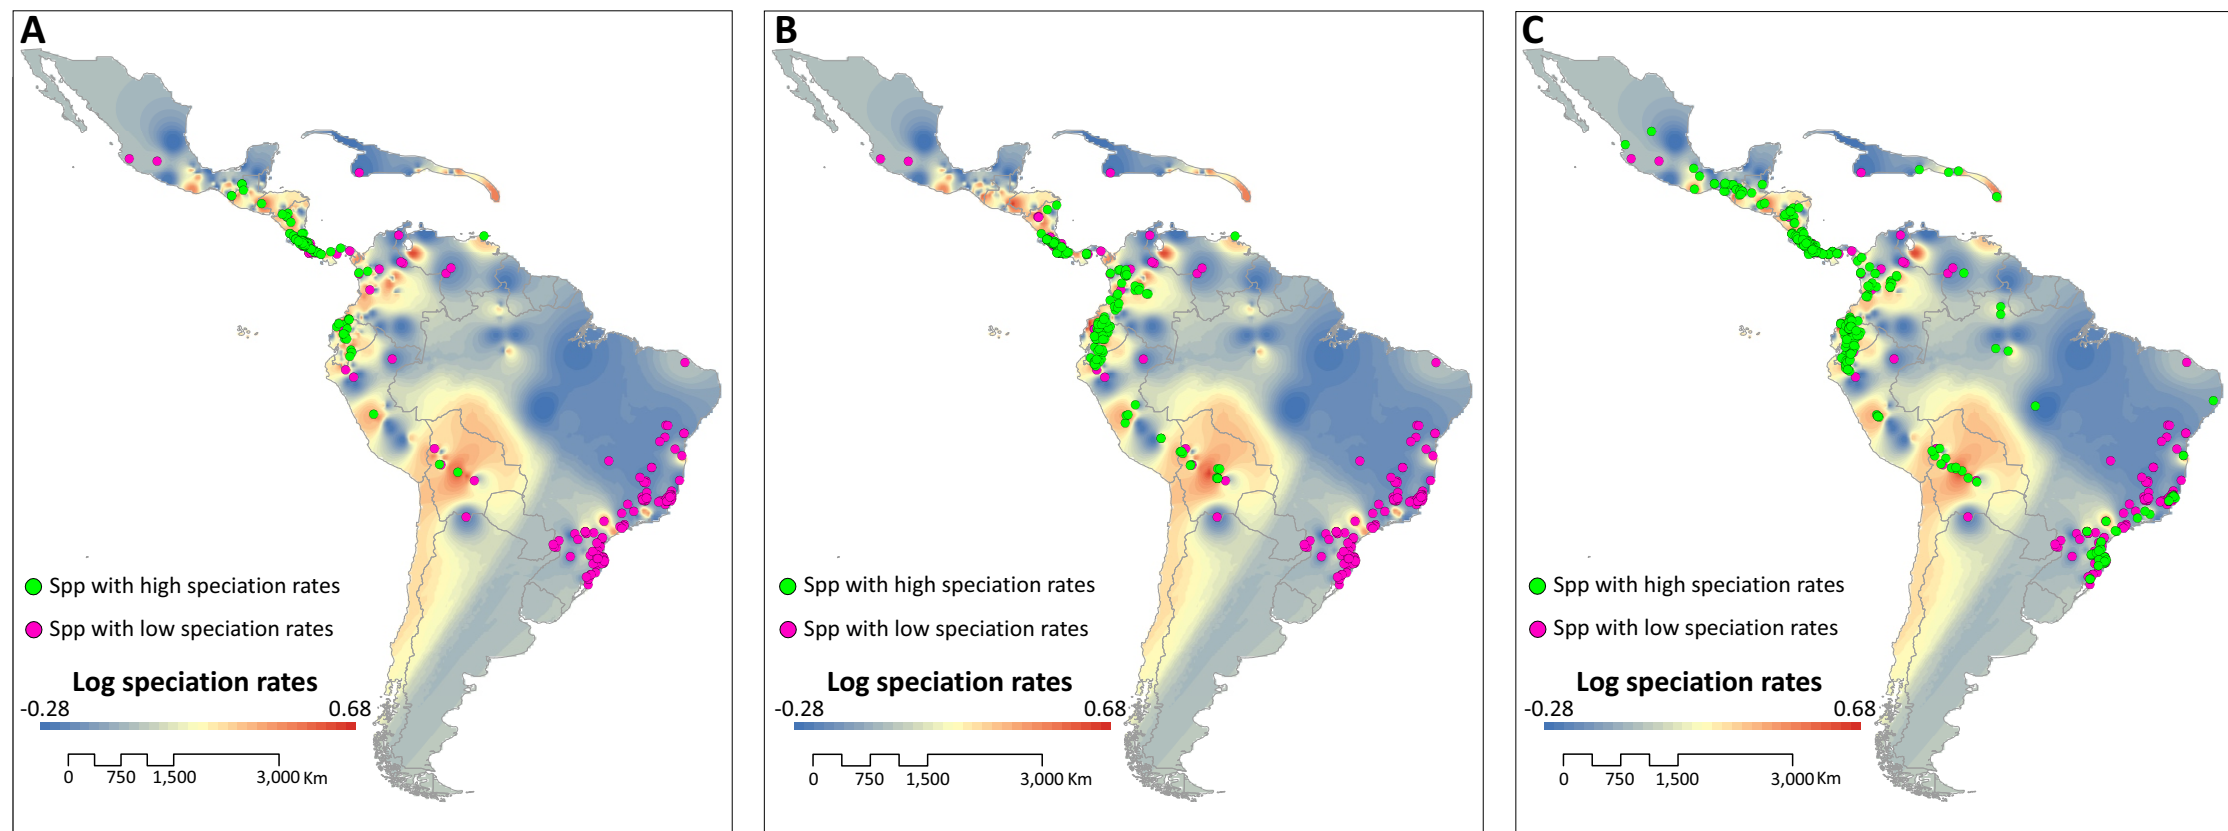 A
Spp with high speciation rates
Spp with low speciation rates
Log speciation rates
-0.28 0.68
0 750 1,500 3,000 Km
B
Spp with high speciation rates
Spp with low speciation rates
Log speciation rates
-0.28 0.68
0 750 1,500 3,000 Km
C
Spp with high speciation rates
Spp with low speciation rates
Log speciation rates
-0.28 0.68
0 750 1,500 3,000 Km